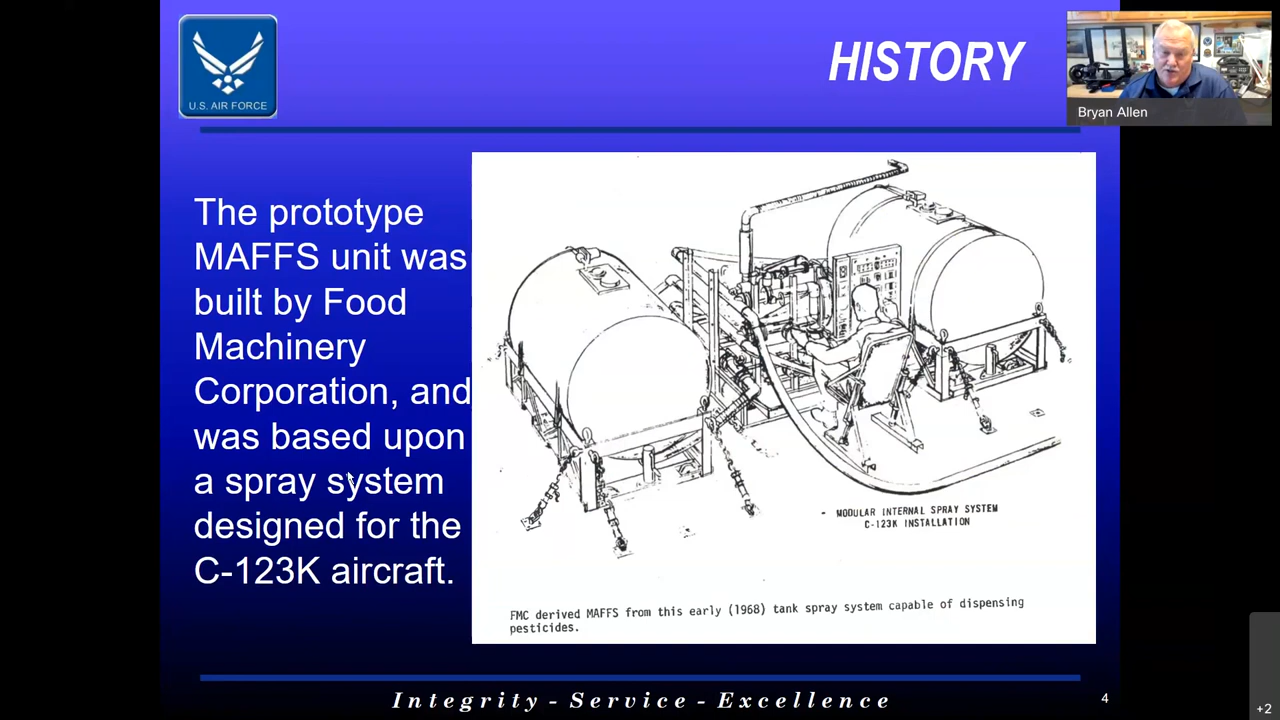 U.S. AIR FORCE
HISTORY
Bryan Allen
The prototype
MAFFS unit was
built by Food
Machinery
Corporation, and
was based upon
a spray system
designed for the
C-123K aircraft.
- MODULAR INTERNAL SPRAY SYSTEM
C-123K INSTALLATION
FMC derived MAFFS from this early (1968) tank spray system capable of dispensing
pesticides.
Integrity - Service - Excellence
4
+2